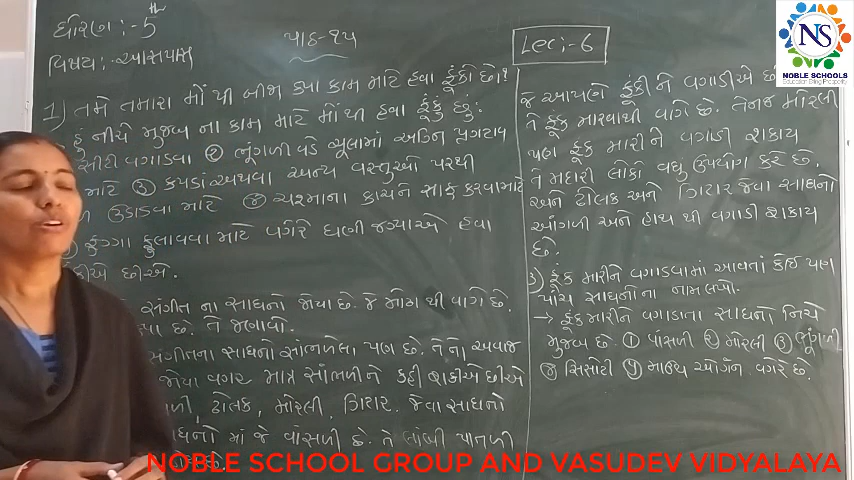 ધોરણ :- 5th
વિષય :- આસપાસ
પાઠ-૧૫
Lec:- 6
NS
NOBLE SCHOOLS
1) તમે તમારા મોં થી બીજા કયા કામ માટે હવા ફૂંકો છો?
હું નીચે મુજબ ના કામ માટે મોં થી હવા ફૂંકુ છું:
સીટી વગાડવા ② ભૂંગળી વડે ચૂલામાં અગ્નિ પ્રગટાવ
માટે ③ કપડાં અથવા અન્ય વસ્તુઓ પરથી
ઉડાડવા માટે ④ ચશ્માના કાચને સાફ કરવા માટે
ફુગ્ગા ફુલાવવા માટે વગેરે ઘણી જગ્યાએ હવા
છીએ.
સંગીત ના સાધનો જોયા છે. જે મોઢા થી વાગે છે.
છે. તે જણાવો.
સંગીતના સાધનો સાંભળેલા પણ છે. તેનો અવાજ
જોયા વગર માત્ર સાંભળીને કહી શકીએ છીએ
ઢોલક, મોરલી, ગિટાર. જેવા સાધનો
માં જે વાંસળી છે. તે લાંબી પાતળી
જે આપણે ફૂંકી ને વગાડીએ
તે ફૂંક મારવાથી વાગે છે. તેનજ મોરલી
પણ ફૂંક મારીને વગાડી શકાય
તે મદારી લોકો વધુ ઉપયોગ કરે છે.
અને ઢોલક અને ગિટાર જેવા સાધનો
આંગળી અને હાથ થી વગાડી શકાય
છે.
3) ફૂંક મારીને વગાડવામાં આવતાં કોઈ પણ
પાંચ સાધનોના નામ લખો.
→ ફૂંક મારીને વગાડાતા સાધનો નિચે
મુજબ છે. ① વાંસળી ② મોરલી ③ ભૂંગળી
④ સિસોટી ⑤ માઉથ ઓર્ગન વગેરે છે.
NOBLE SCHOOL GROUP AND VASUDEV VIDYALAYA